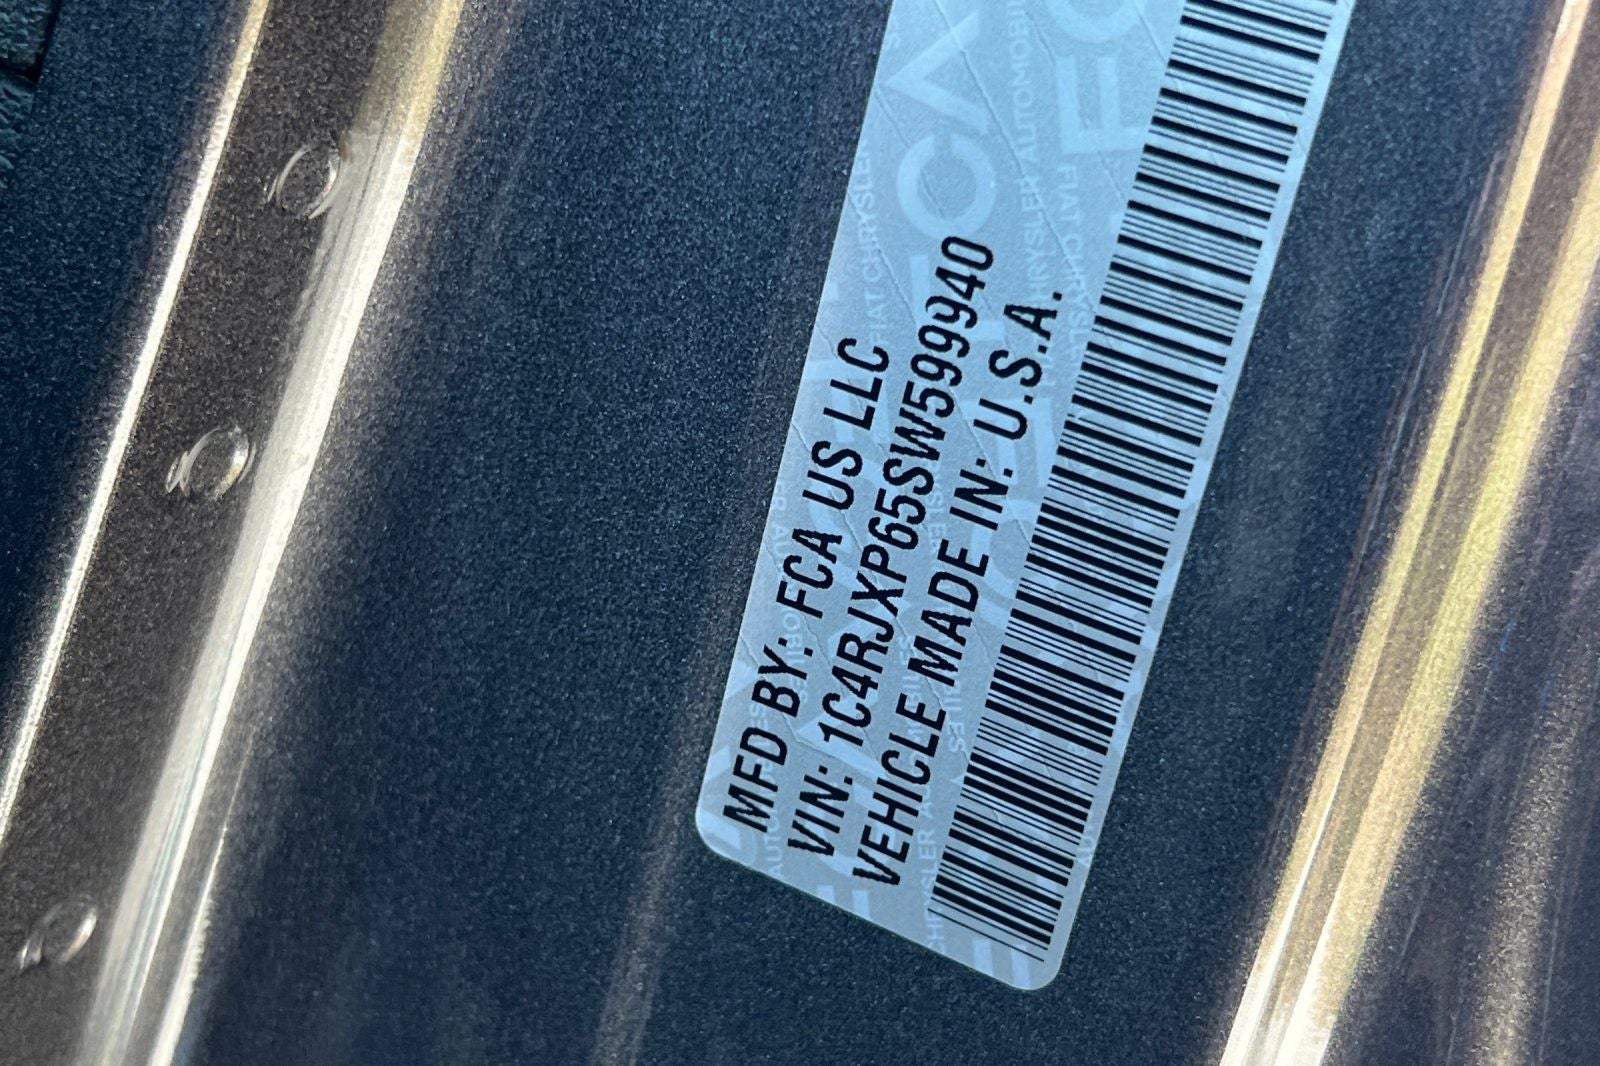 MFD BY: FCA US LLC
VIN: 1C4RJXP65SW599940
VEHICLE MADE IN: U.S.A.